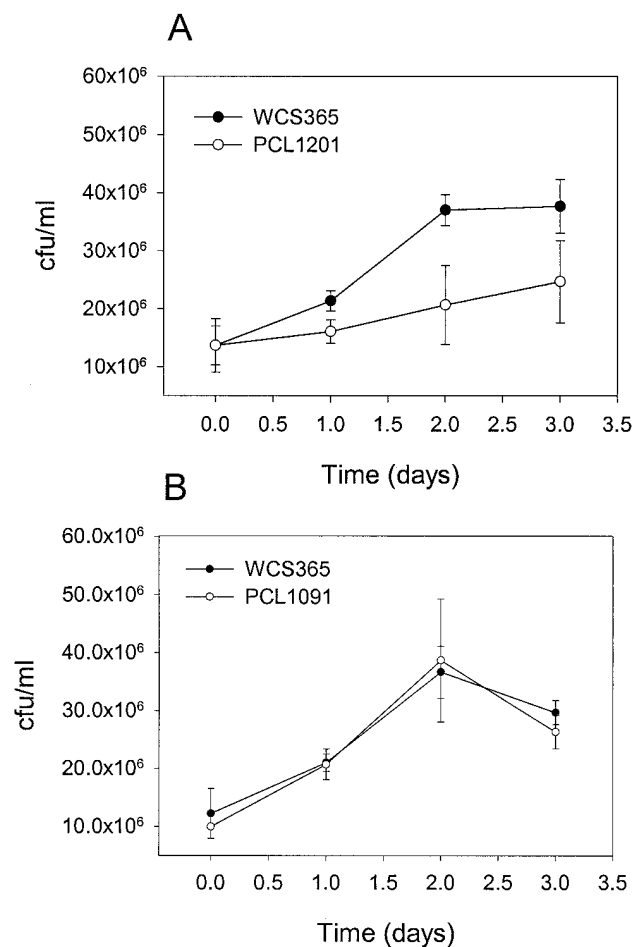 A
60x10⁶
50x10⁶
40x10⁶
30x10⁶
20x10⁶
10x10⁶
cfu/ml
WCS365
PCL1201
0.0 0.5 1.0 1.5 2.0 2.5 3.0 3.5
Time (days)
B
60.0x10⁶
50.0x10⁶
40.0x10⁶
30.0x10⁶
20.0x10⁶
10.0x10⁶
cfu/ml
WCS365
PCL1091
0.0 0.5 1.0 1.5 2.0 2.5 3.0 3.5
Time (days)